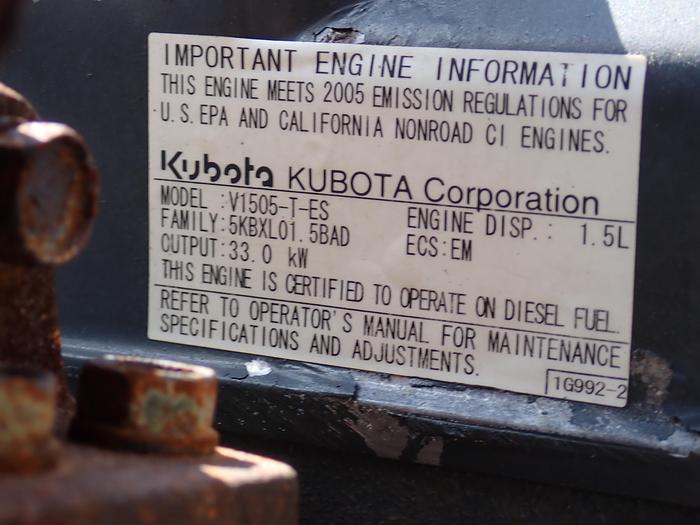 IMPORTANT ENGINE INFORMATION
THIS ENGINE MEETS 2005 EMISSION REGULATIONS FOR
U.S. EPA AND CALIFORNIA NONROAD CI ENGINES.
Kubota KUBOTA Corporation
MODEL :V1505-T-ES ENGINE DISP.: 1.5L
FAMILY:5KBXL01.5BAD ECS:EM
OUTPUT:33.0 kW
THIS ENGINE IS CERTIFIED TO OPERATE ON DIESEL FUEL.
REFER TO OPERATOR'S MANUAL FOR MAINTENANCE
SPECIFICATIONS AND ADJUSTMENTS.
1G992-2